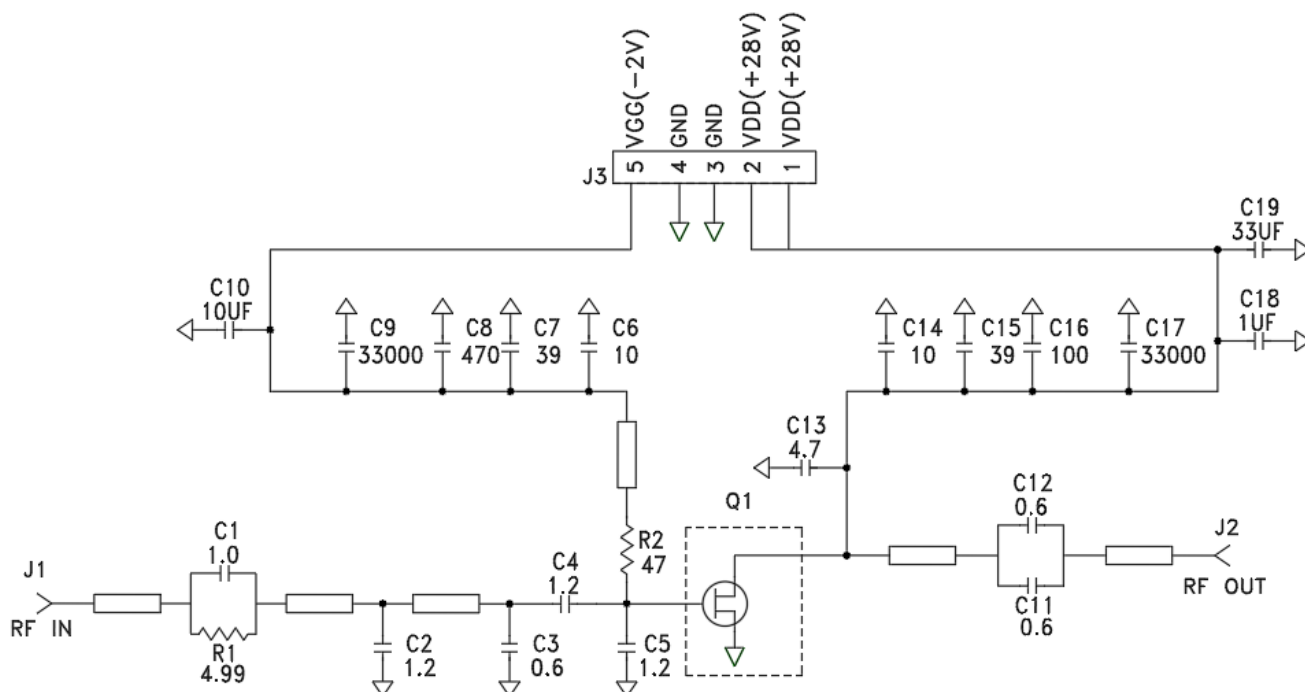 VGG(-2V)
GND
GND
VDD(+28V)
VDD(+28V)
J3
5 4 3 2 1
C19
33UF
C10
10UF
C18
1UF
C9
33000
C8
470
C7
39
C6
10
C14
10
C15
39
C16
100
C17
33000
C13
4.7
Q1
C12
0.6
J2
RF OUT
C11
0.6
R2
47
C4
1.2
C1
1.0
J1
RF IN
R1
4.99
C2
1.2
C3
0.6
C5
1.2